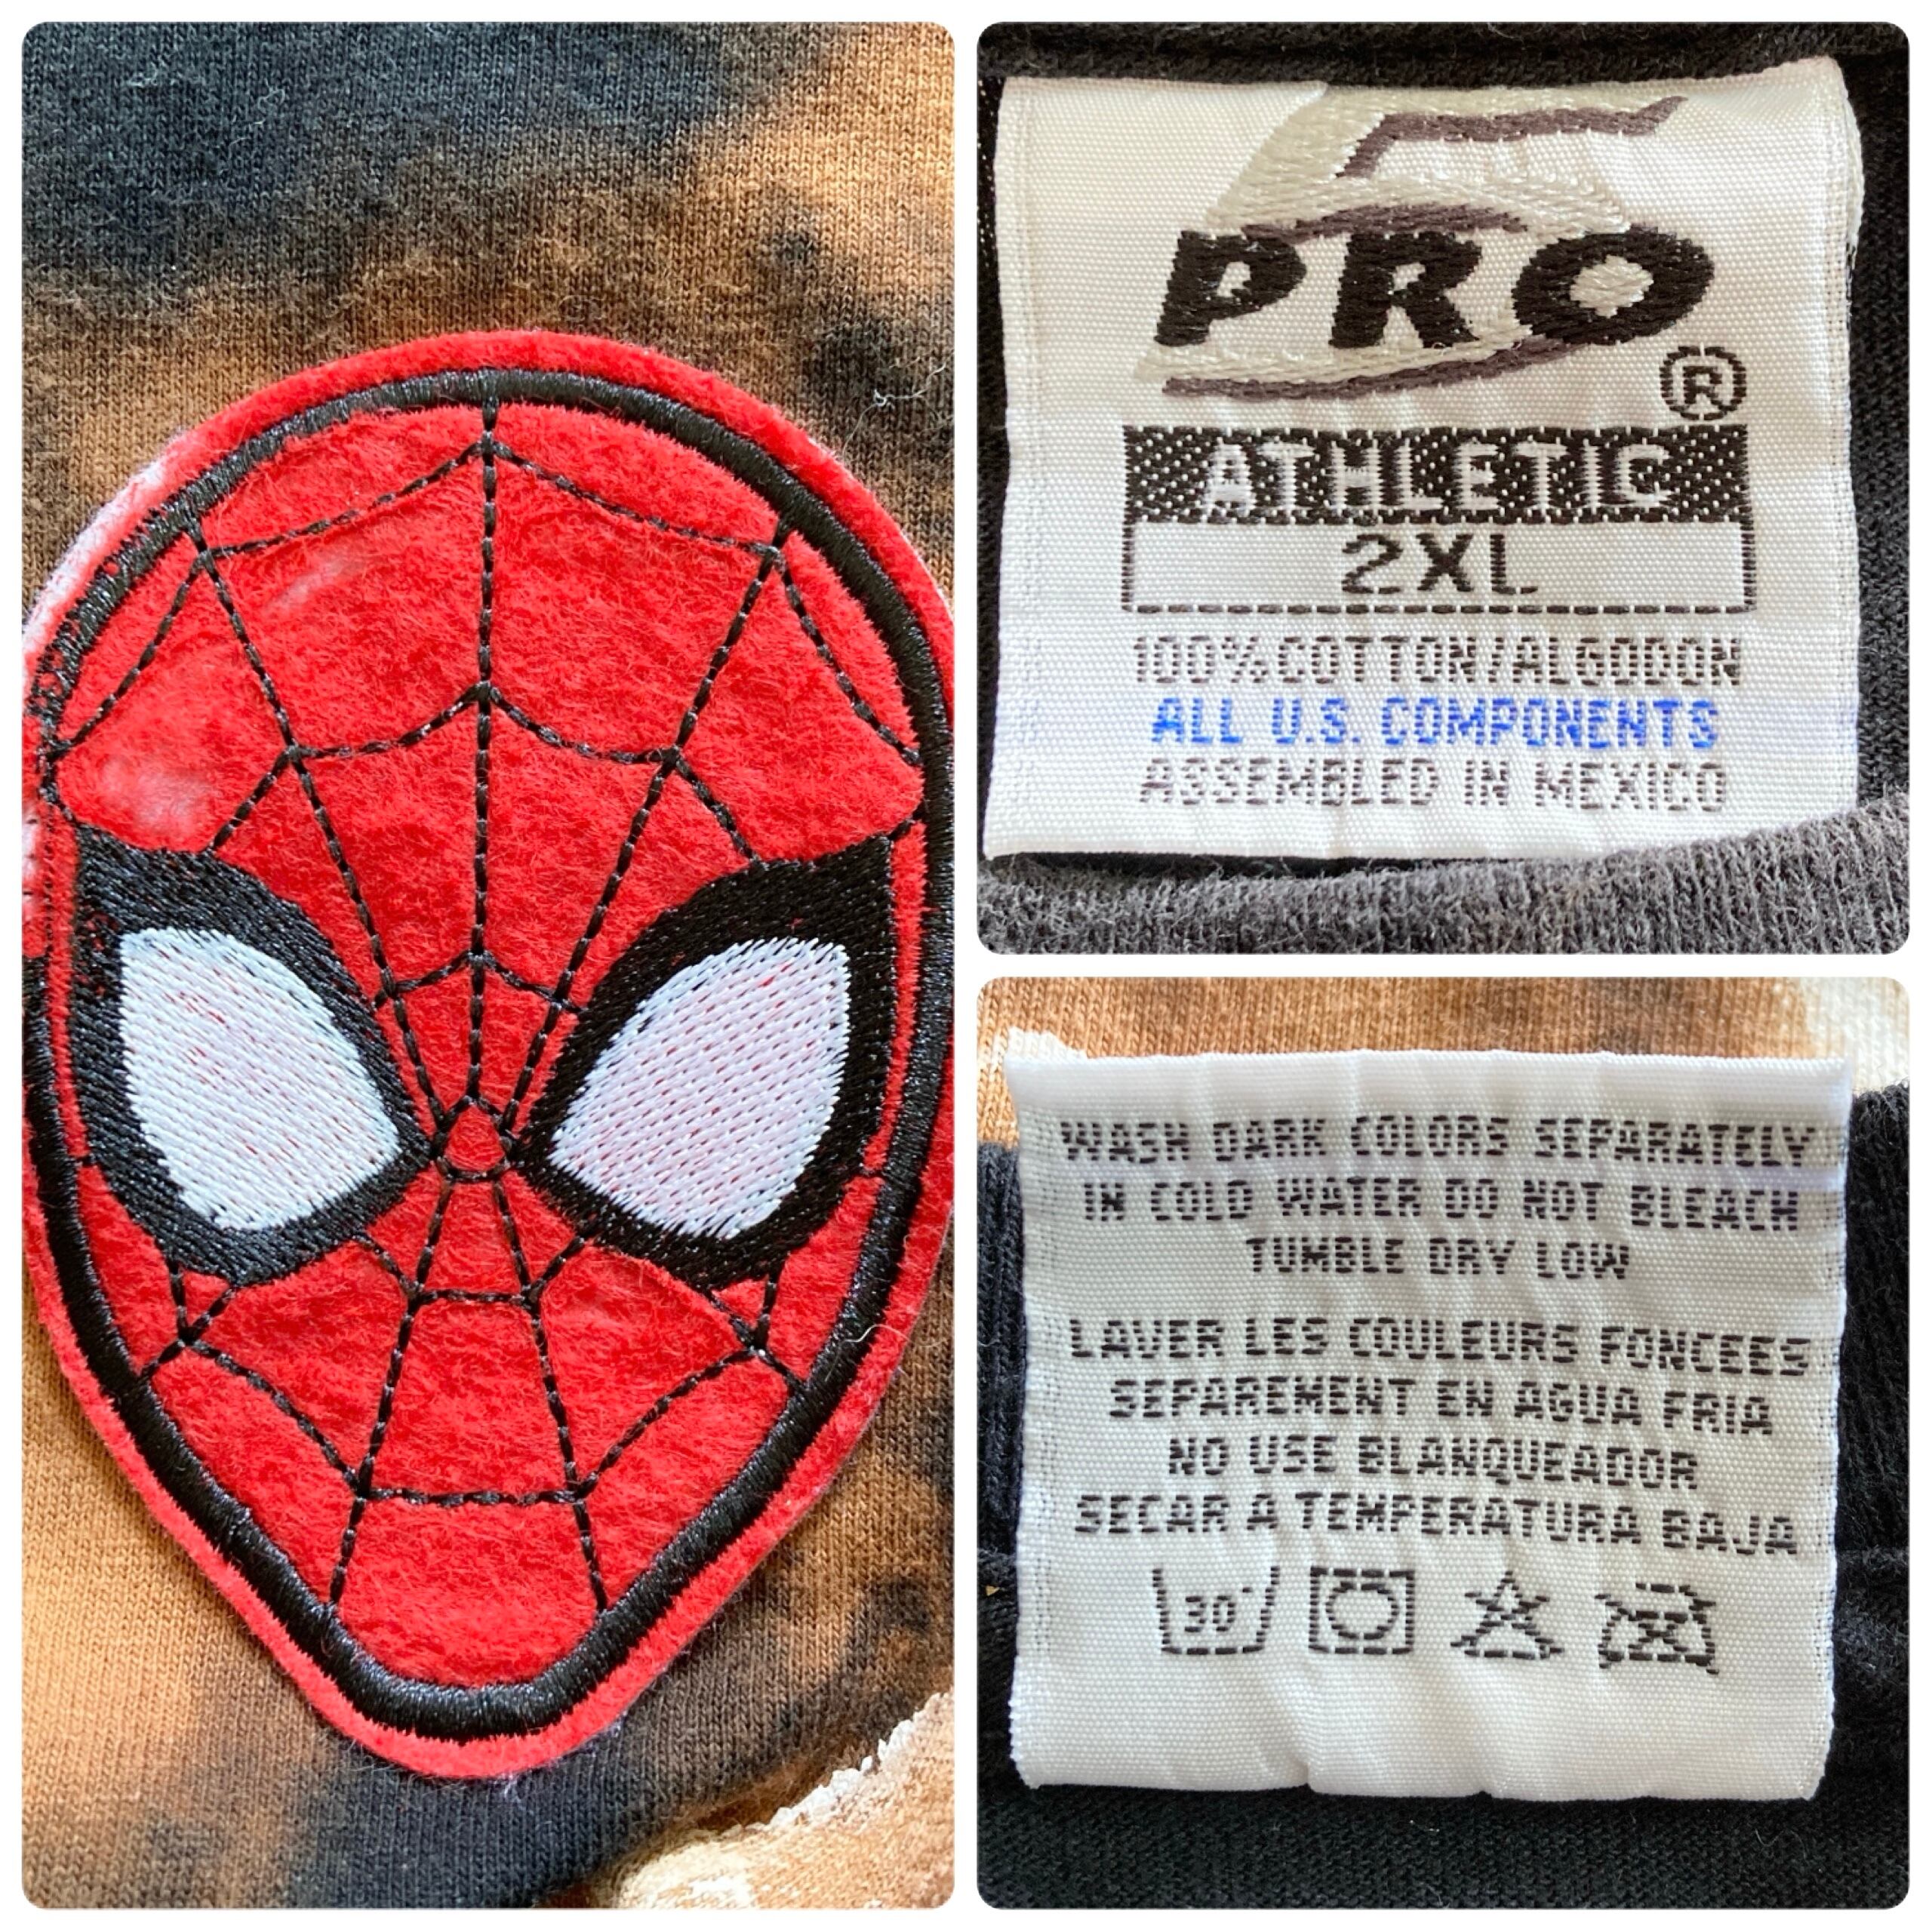 PRO
®
ATHLETIC
2XL
100% COTTON/ALGODON
ALL U.S. COMPONENTS
ASSEMBLED IN MEXICO
WASH DARK COLORS SEPARATELY
IN COLD WATER DO NOT BLEACH
TUMBLE DRY LOW
LAVER LES COULEURS FONCEES
SEPAREMENT EN AGUA FRIA
NO USE BLANQUEADOR
SECAR A TEMPERATURA BAJA
30°